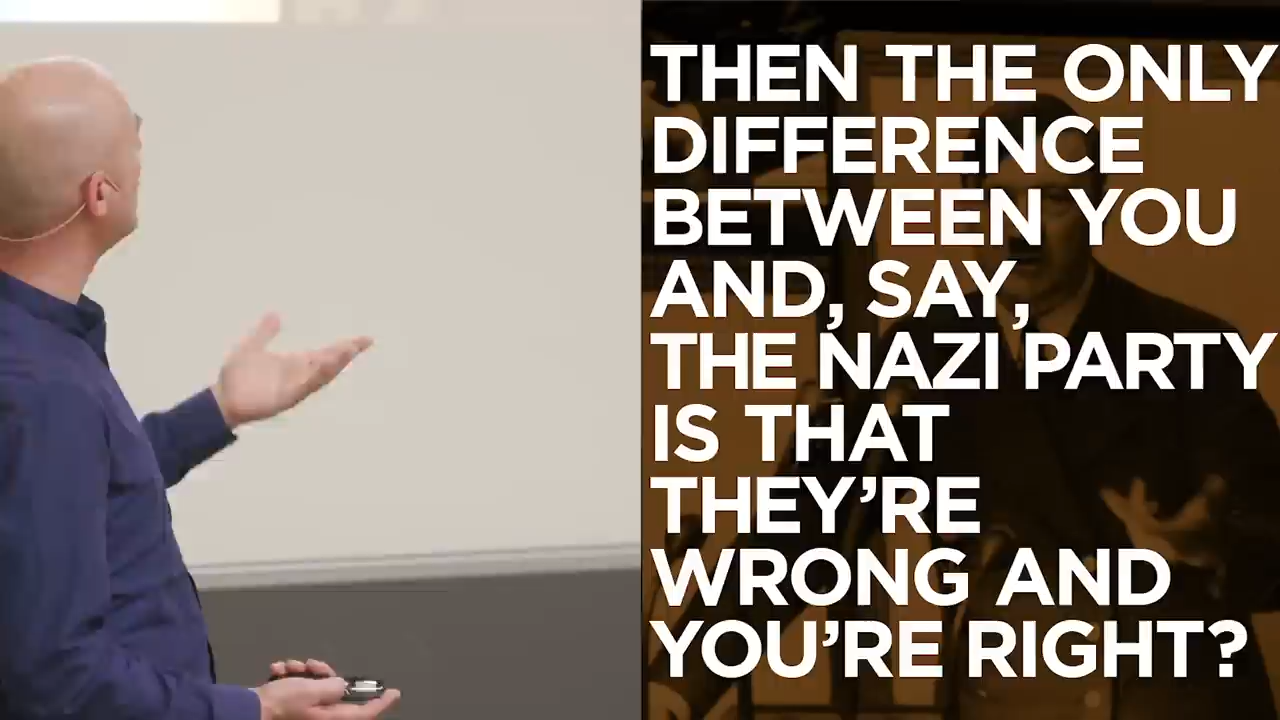 THEN THE ONLY
DIFFERENCE
BETWEEN YOU
AND, SAY,
THE NAZI PARTY
IS THAT
THEY’RE
WRONG AND
YOU’RE RIGHT?